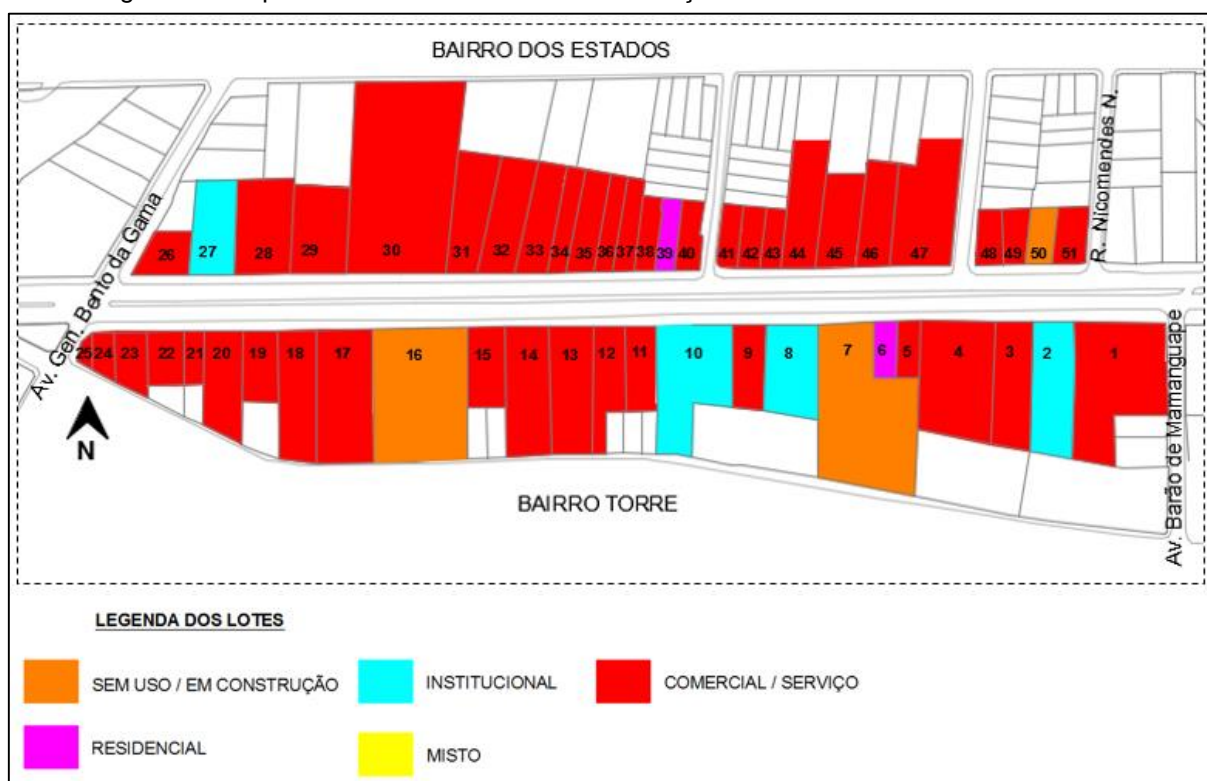 BAIRRO DOS ESTADOS
Av. Gen. Bento da Gama
R. Nicomendes N.
26 27 28 29 30 31 32 33 34 35 36 37 38 39 40 41 42 43 44 45 46 47 48 49 50 51
25 24 23 22 21 20 19 18 17 16 15 14 13 12 11 10 9 8 7 6 5 4 3 2 1
N
BAIRRO TORRE
Av. Barão de Mamanguape
LEGENDA DOS LOTES
SEM USO / EM CONSTRUÇÃO
INSTITUCIONAL
COMERCIAL / SERVIÇO
RESIDENCIAL
MISTO